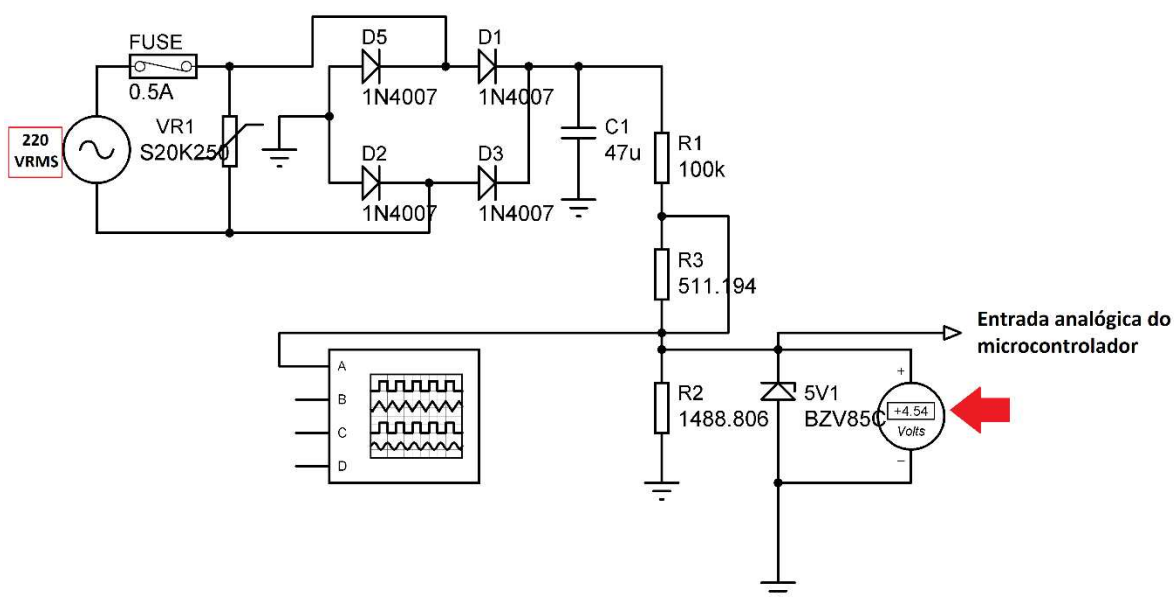 FUSE
0.5A
220
VRMS
VR1
S20K250
D5
1N4007
D1
1N4007
D2
1N4007
D3
1N4007
C1
47u
R1
100k
R3
511.194
A
B
C
D
R2
1488.806
5V1
BZV85C
+
+4.54
Volts
−
Entrada analógica do
microcontrolador